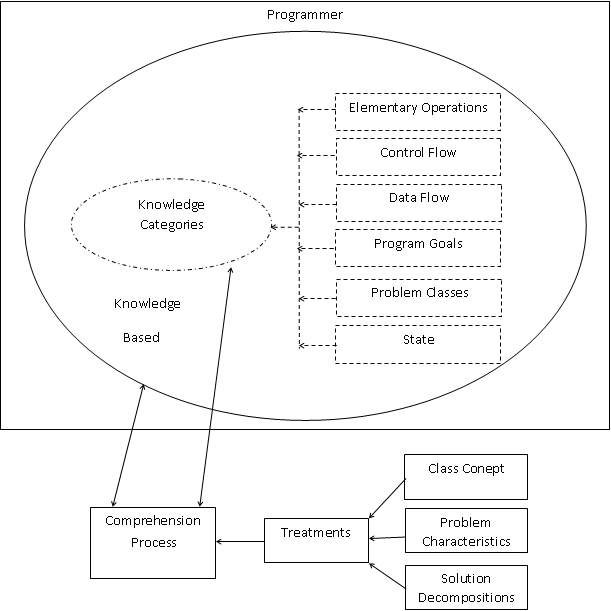 Programmer
Elementary Operations
Control Flow
Data Flow
Knowledge
Categories
Program Goals
Problem Classes
Knowledge
Based
State
Class Conept
Comprehension
Process
Treatments
Problem
Characteristics
Solution
Decompositions